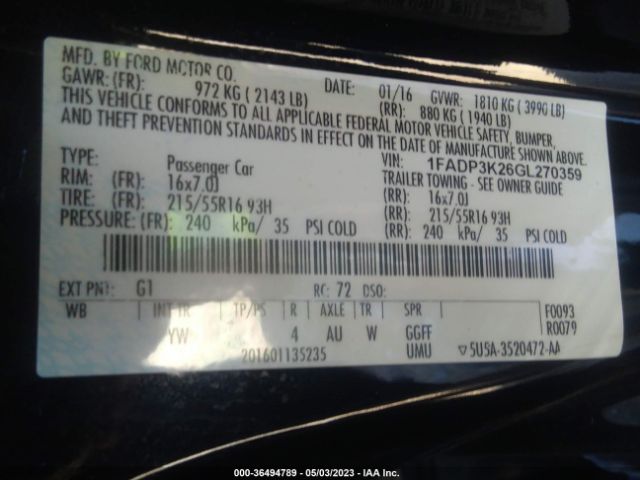 MFD. BY FORD MOTOR CO.
DATE: 01/16 GVWR: 1810 KG ( 3990 LB)
GAWR: (FR): 972 KG ( 2143 LB) (RR): 880 KG ( 1940 LB)
THIS VEHICLE CONFORMS TO ALL APPLICABLE FEDERAL MOTOR VEHICLE SAFETY, BUMPER,
AND THEFT PREVENTION STANDARDS IN EFFECT ON THE DATE OF MANUFACTURE SHOWN ABOVE.
VIN: 1FADP3K26GL270359
TYPE: Passenger Car TRAILER TOWING - SEE OWNER GUIDE
RIM: (FR): 16x7.0J (RR): 16x7.0J
TIRE: (FR): 215/55R16 93H (RR): 215/55R16 93H
PRESSURE: (FR): 240 kPa/ 35 PSI COLD (RR): 240 kPa/ 35 PSI COLD
EXT PNT: G1 RC: 72 DSO:
WB INT TR TP/PS R AXLE TR SPR F0093
YW 4 AU W GGFF R0079
201601135235 UMU ▽ 5U5A-3520472-AA
000-36494789 - 05/03/2023 - IAA Inc.